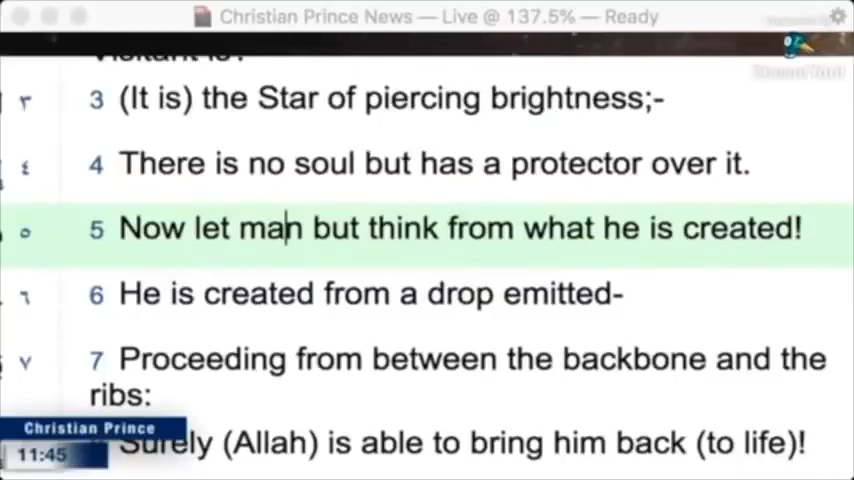 Christian Prince News — Live @ 137.5% — Ready
٣ 3 (It is) the Star of piercing brightness;-
٤ 4 There is no soul but has a protector over it.
٥ 5 Now let man but think from what he is created!
٦ 6 He is created from a drop emitted-
٧ 7 Proceeding from between the backbone and the
ribs:
Christian Prince
Surely (Allah) is able to bring him back (to life)!
11:45